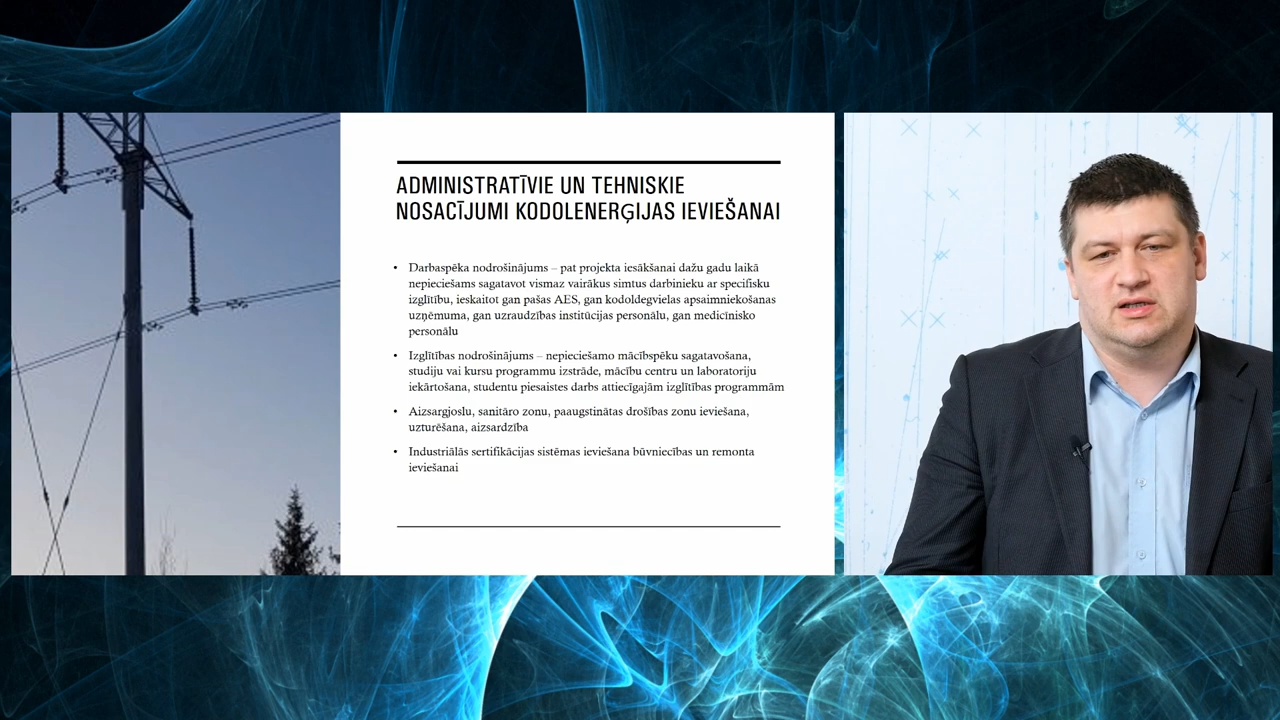 ADMINISTRATĪVIE UN TEHNISKIE
NOSACĪJUMI KODOLENERĢIJAS IEVIEŠANAI
• Darbaspēka nodrošinājums – pat projekta iesākšanai dažu gadu laikā
nepieciešams sagatavot vismaz vairākus simtus darbinieku ar specifisku
izglītību, ieskaitot gan pašas AES, gan kodoldegvielas apsaimniekošanas
uzņēmuma, gan uzraudzības institūcijas personālu, gan medicīnisko
personālu
• Izglītības nodrošinājums – nepieciešamo mācībspēku sagatavošana,
studiju vai kursu programmu izstrāde, mācību centru un laboratoriju
iekārtošana, studentu piesaistes darbs attiecīgajām izglītības programmām
• Aizsargjoslu, sanitāro zonu, paaugstinātas drošības zonu ieviešana,
uzturēšana, aizsardzība
• Industriālās sertifikācijas sistēmas ieviešana būvniecības un remonta
ieviešanai